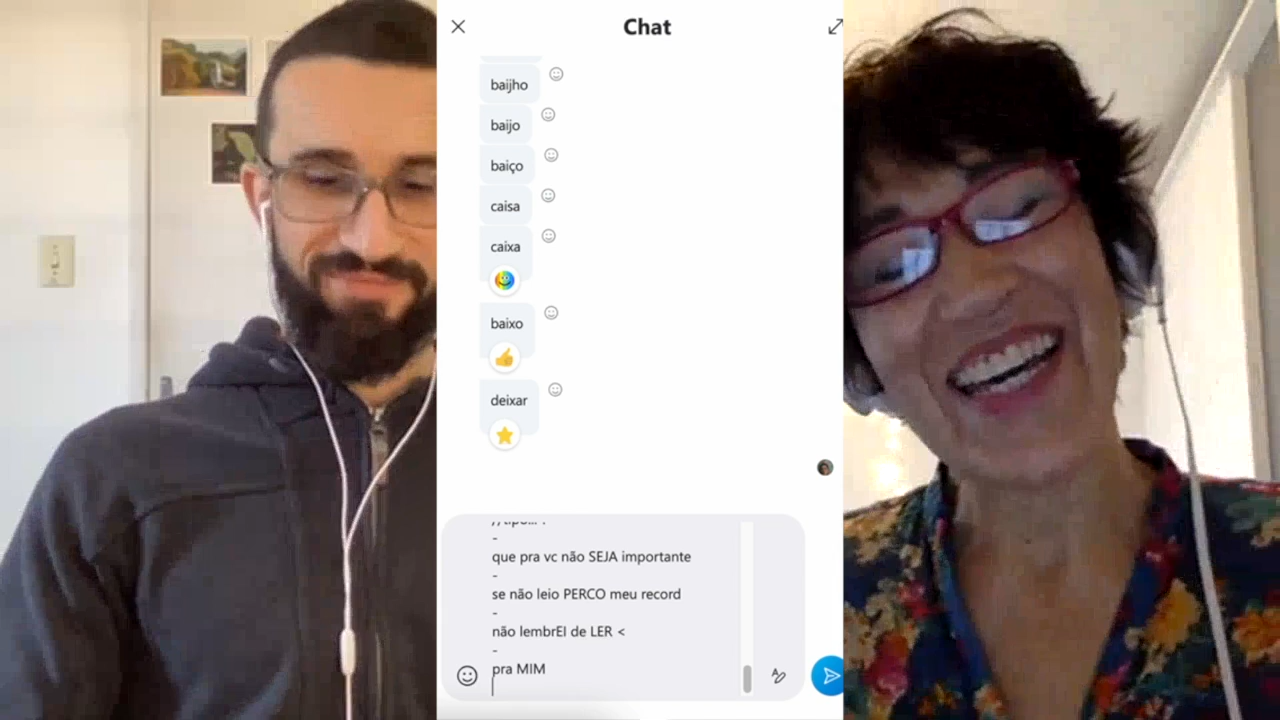 Chat
baijho
baijo
baiço
caisa
caixa
baixo
deixar
-
que pra vc não SEJA importante
-
se não leio PERCO meu record
-
não lembrEI de LER <
-
pra MIM